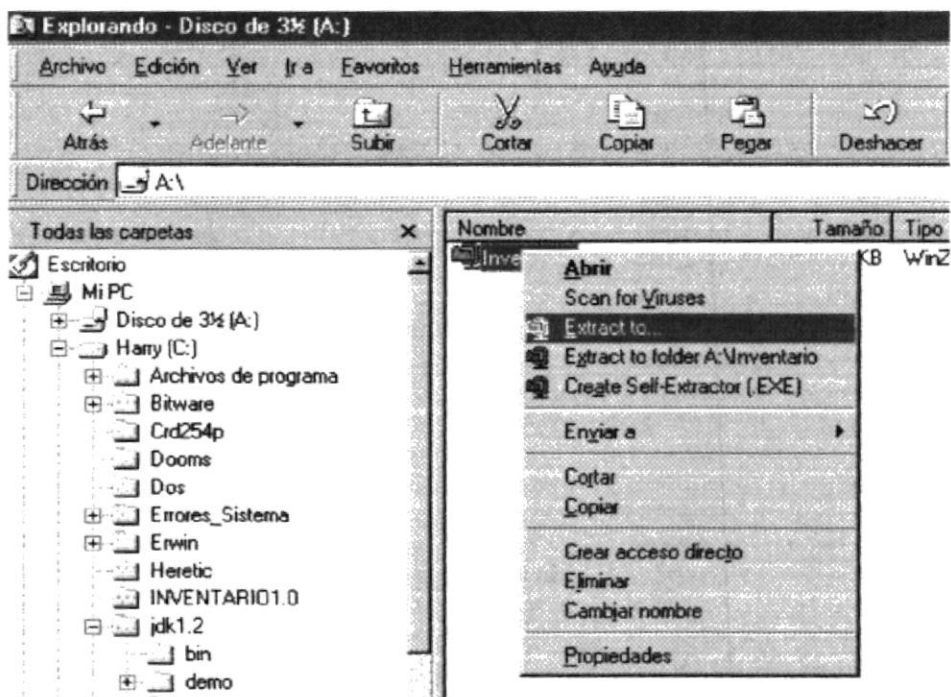 Explorando - Disco de 3½ (A:)
Archivo Edición Ver Ir a Favoritos Herramientas Ayuda
Atrás Adelante Subir Cortar Copiar Pegar Deshacer
Dirección A:\
Todas las carpetas
Escritorio
Mi PC
Disco de 3½ (A:)
Harry (C:)
Archivos de programa
Bitware
Crd254p
Dooms
Dos
Errores_Sistema
Erwin
Heretic
INVENTARIO1.0
jdk1.2
bin
demo
Nombre Tamaño Tipo
Inve KB WinZ
Abrir
Scan for Viruses
Extract to...
Extract to folder A:\Inventario
Create Self-Extractor (.EXE)
Enviar a
Cortar
Copiar
Crear acceso directo
Eliminar
Cambiar nombre
Propiedades